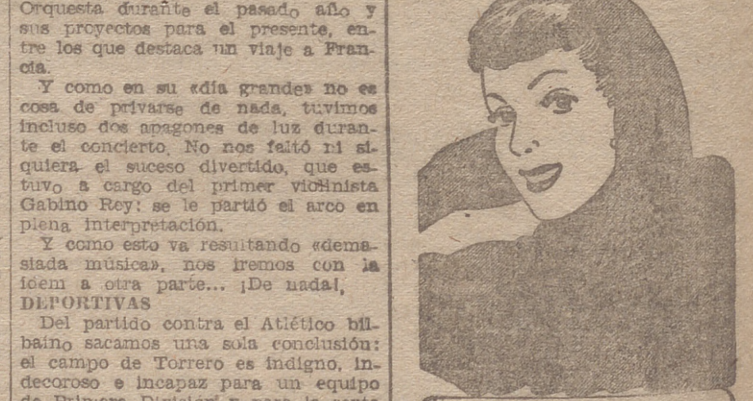 Orquesta durante el pasado año y
sus proyectos para el presente, en-
tre los que destaca un viaje a Fran-
cia.
Y como en su «día grande» no es
cosa de privarse de nada, tuvimos
incluso dos apagones de luz duran-
te el concierto. No nos faltó ni si-
quiera el suceso divertido, que es-
tuvo a cargo del primer violinista
Gabino Rey: se le partió el arco en
plena interpretación.
Y como esto va resultando «dema-
siada música», nos iremos con la
idem a otra parte... ¡De nada!,
DEPORTIVAS
Del partido contra el Atlético bil-
baino sacamos una sola conclusión:
el campo de Torrero es indigno, in-
decoroso e incapaz para un equipo
de Primera División